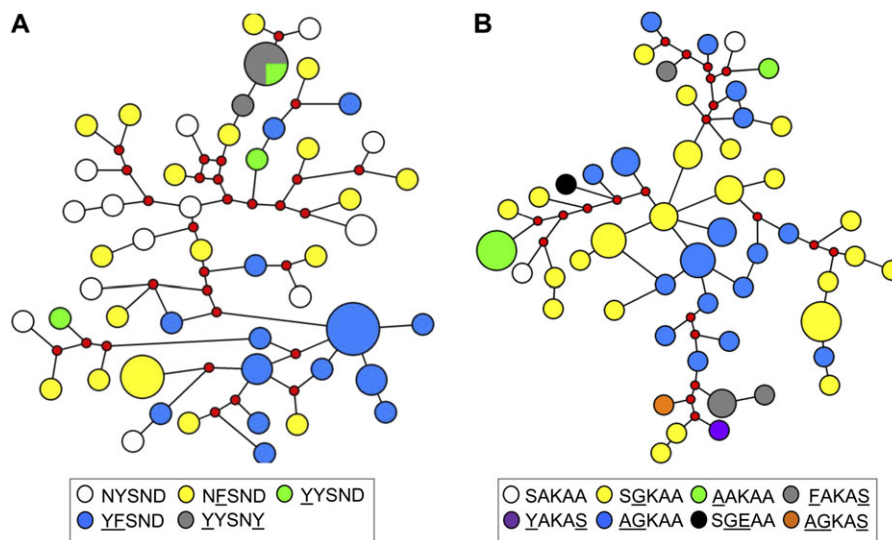 A B
NYSND NFSND YYSND
YFSND YYSNY
SAKAA SGKAA AAKAA FAKAS
YAKAS AGKAA SGEAA AGKAS